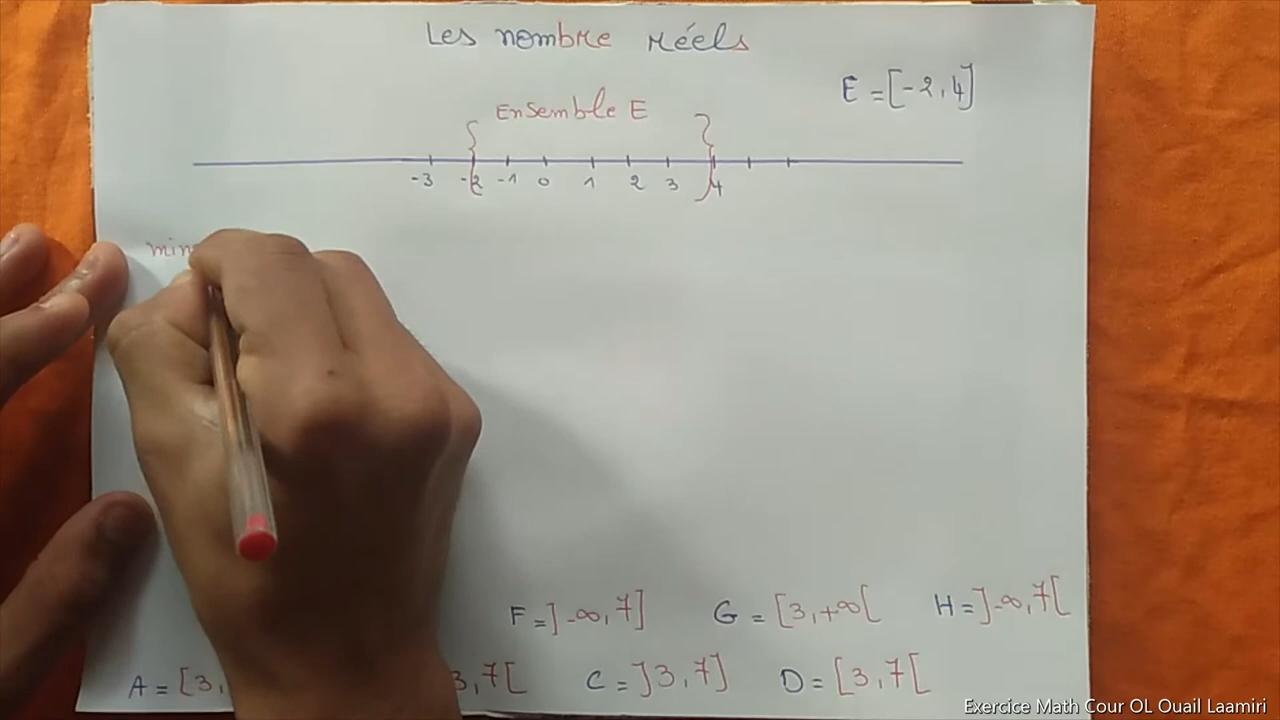 Les nombre réels
E = [-2, 4]
Ensemble E
-3 -2 -1 0 1 2 3 4
F = ]-∞, 7] G = [3, +∞[ H = ]-∞, 7[
A = [3, 3, 7[ C = ]3, 7] D = [3, 7[
Exercice Math Cour OL Ouail Laamiri